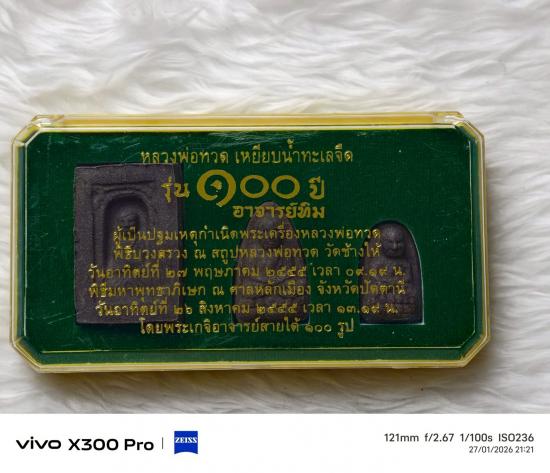 หลวงพ่อทวด เหยียบน้ำทะเลจืด
รุ่น ๑๐๐ ปี
อาจารย์ทิม
ผู้เป็นปฐมเหตุกำเนิดพระเครื่องหลวงพ่อทวด
พิธีบวงสรวง ณ สถูปหลวงพ่อทวด วัดช้างให้
วันอาทิตย์ที่ ๒๗ พฤษภาคม ๒๕๕๕ เวลา ๐๙.๑๙ น.
พิธีมหาพุทธาภิเษก ณ ศาลหลักเมือง จังหวัดปัตตานี
วันอาทิตย์ที่ ๒๖ สิงหาคม ๒๕๕๕ เวลา ๑๓.๑๙ น.
โดยพระเกจิอาจารย์สายใต้ ๑๐๐ รูป
vivo X300 Pro | ZEISS
121mm f/2.67 1/100s ISO236
27/01/2026 21:21